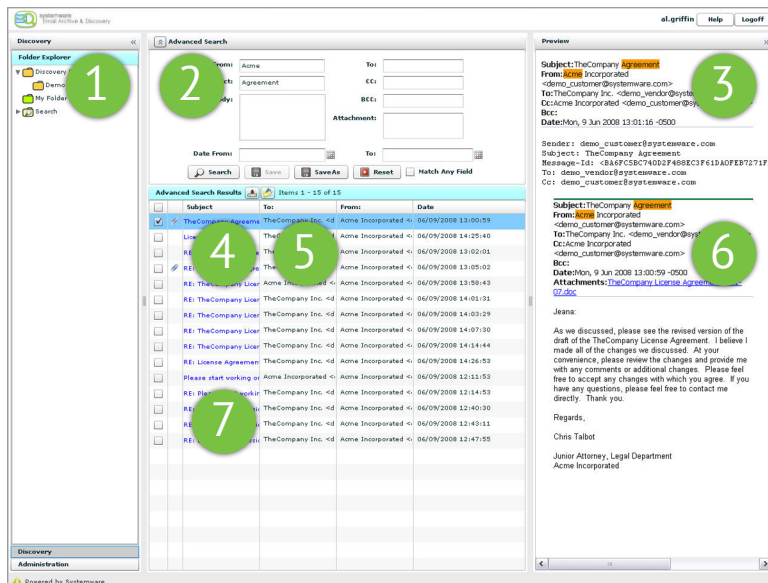 systemware
Email Archive & Discovery
al.griffin
Help
Logoff
Discovery
Folder Explorer
Discovery
Demo
My Folder
Search
1
Advanced Search
2
From:
Acme
To:
Agreement
CC:
BCC:
Attachment:
Date From:
To:
Search
Save
SaveAs
Reset
Match Any Field
Advanced Search Results
Items 1 - 15 of 15
Subject To: From: Date
TheCompany Agreeme TheCompany Inc. <d Acme Incorporated < 06/09/2008 13:00:59
Acme Incorporated < 06/09/2008 14:25:40
Acme Incorporated < 06/09/2008 13:02:01
Acme Incorporated < 06/09/2008 13:05:02
RE: TheCompany Licer Acme Incorporated < TheCompany Inc. <d 06/09/2008 13:58:43
RE: TheCompany Licer TheCompany Inc. <d Acme Incorporated < 06/09/2008 14:01:31
RE: TheCompany Licer TheCompany Inc. <d Acme Incorporated < 06/09/2008 14:03:29
RE: TheCompany Licer TheCompany Inc. <d Acme Incorporated < 06/09/2008 14:07:30
RE: TheCompany Licer TheCompany Inc. <d Acme Incorporated < 06/09/2008 14:14:44
RE: License Agreemen TheCompany Inc. <d Acme Incorporated < 06/09/2008 14:26:53
Please start working or Acme Incorporated < TheCompany Inc. <d 06/09/2008 12:11:53
TheCompany Inc. <d Acme Incorporated < 06/09/2008 12:14:53
TheCompany Inc. <d Acme Incorporated < 06/09/2008 12:40:30
TheCompany Inc. <d Acme Incorporated < 06/09/2008 12:43:11
TheCompany Inc. <d Acme Incorporated < 06/09/2008 12:47:55
4
5
7
Preview
Subject:TheCompany Agreement
From:Acme Incorporated
<demo_customer@systemware.com>
To:TheCompany Inc. <demo_vendor@system
Cc:Acme Incorporated <demo_customer@system
Bcc:
Date:Mon, 9 Jun 2008 13:01:16 -0500
3
Sender: demo_customer@systemware.com
Subject: TheCompany Agreement
Message-Id: <BA6FC5BC740D2F488EC3F61DAOFEB7271F
To: demo_vendor@systemware.com
Cc: demo_customer@systemware.com
Subject:TheCompany Agreement
From:Acme Incorporated
<demo_customer@systemware.com>
To:TheCompany Inc. <demo_vendor@syst
Cc:Acme Incorporated
<demo_customer@systemware.com>
Bcc:
Date:Mon, 9 Jun 2008 13:00:59 -0500
Attachments:TheCompany License Agreem
07.doc
6
Jeana:
As we discussed, please see the revised version of the
draft of the TheCompany License Agreement. I believe I
made all of the changes we discussed. At your
convenience, please review the changes and provide me
with any comments or additional changes. Please feel
free to accept any changes with which you agree. If you
have any questions, please feel free to contact me
directly. Thank you.
Regards,
Chris Talbot
Junior Attorney, Legal Department
Acme Incorporated
Discovery
Administration
Powered by Systemware